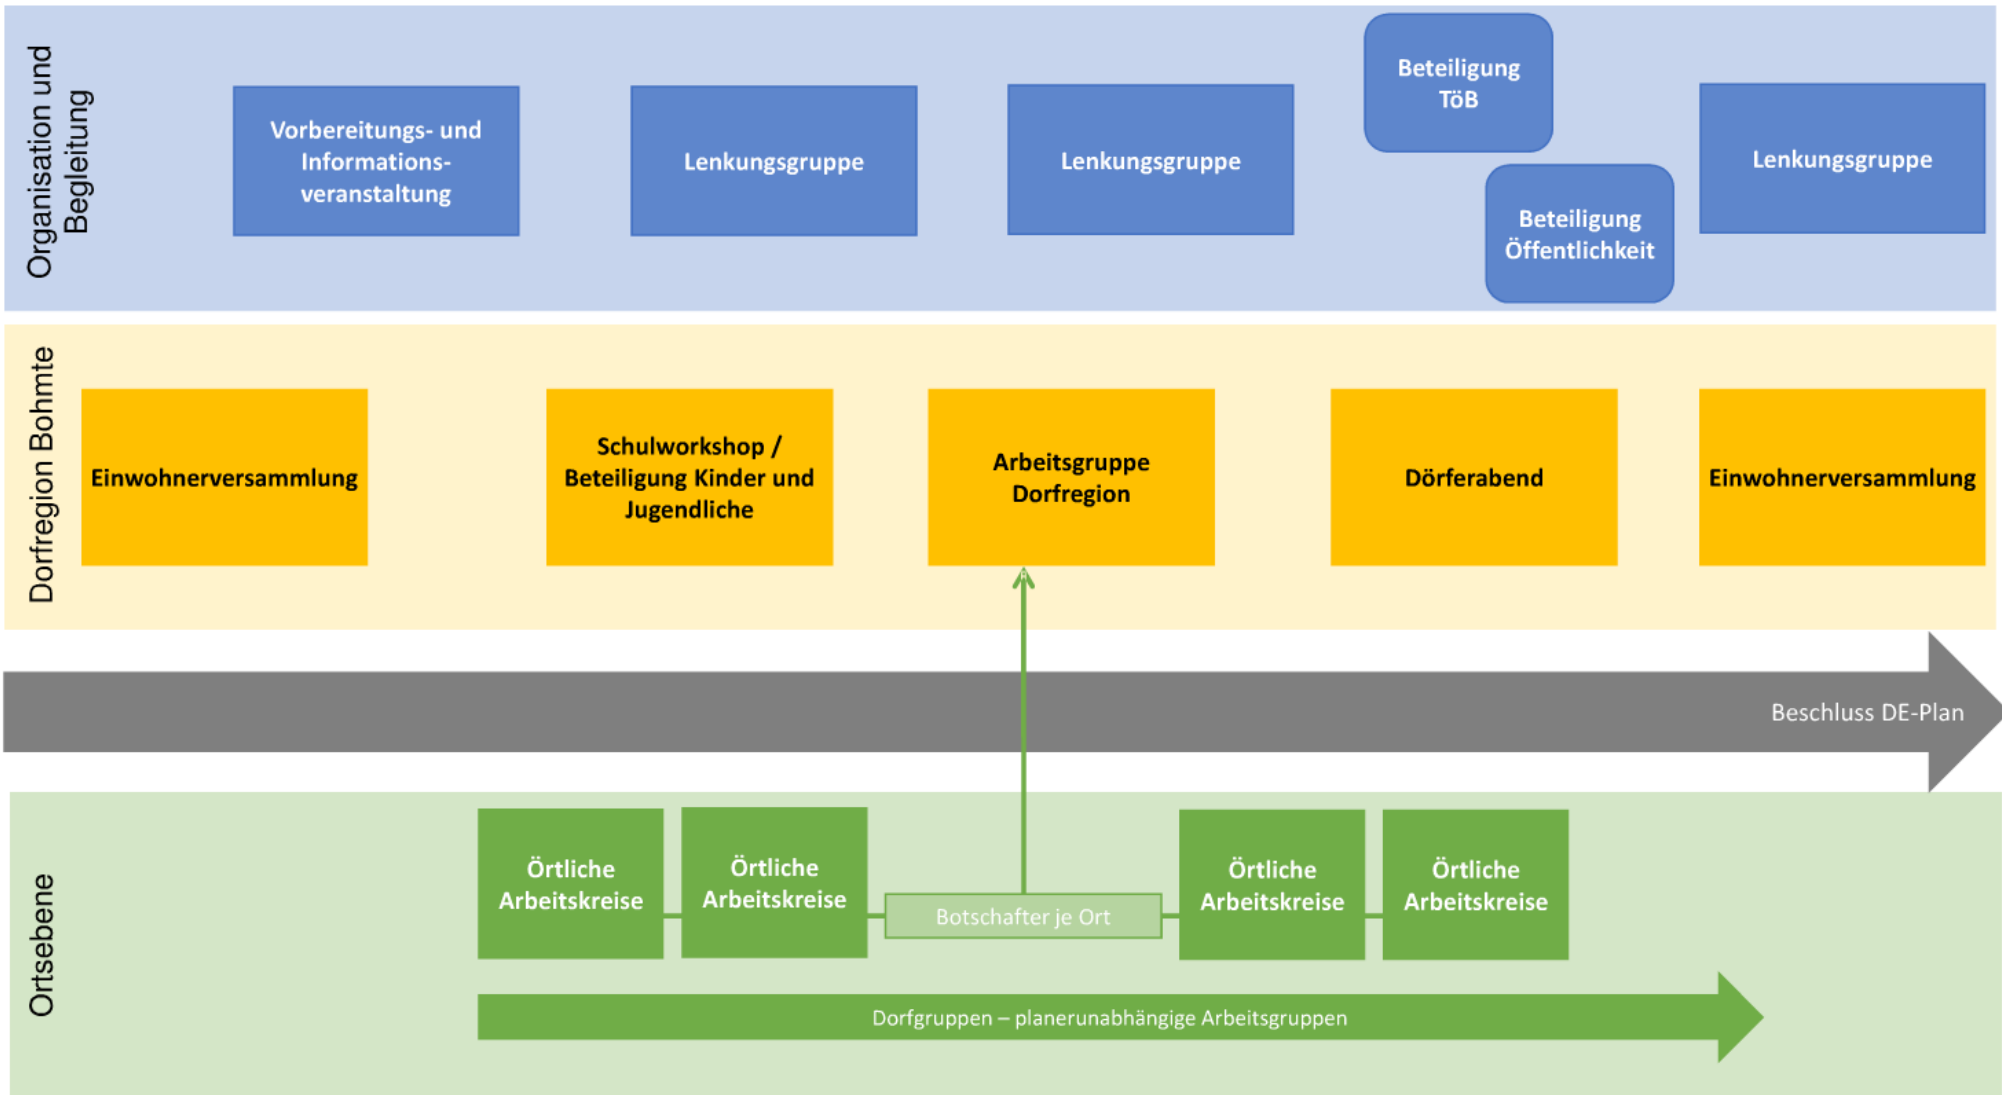 Organisation und
Begleitung
Vorbereitungs- und
Informations-
veranstaltung
Lenkungsgruppe
Lenkungsgruppe
Beteiligung
TöB
Beteiligung
Öffentlichkeit
Lenkungsgruppe
Dorfregion Bohmte
Einwohnerversammlung
Schulworkshop /
Beteiligung Kinder und
Jugendliche
Arbeitsgruppe
Dorfregion
Dörferabend
Einwohnerversammlung
Beschluss DE-Plan
Ortsebene
Örtliche
Arbeitskreise
Örtliche
Arbeitskreise
Botschafter je Ort
Örtliche
Arbeitskreise
Örtliche
Arbeitskreise
Dorfgruppen – planerunabhängige Arbeitsgruppen